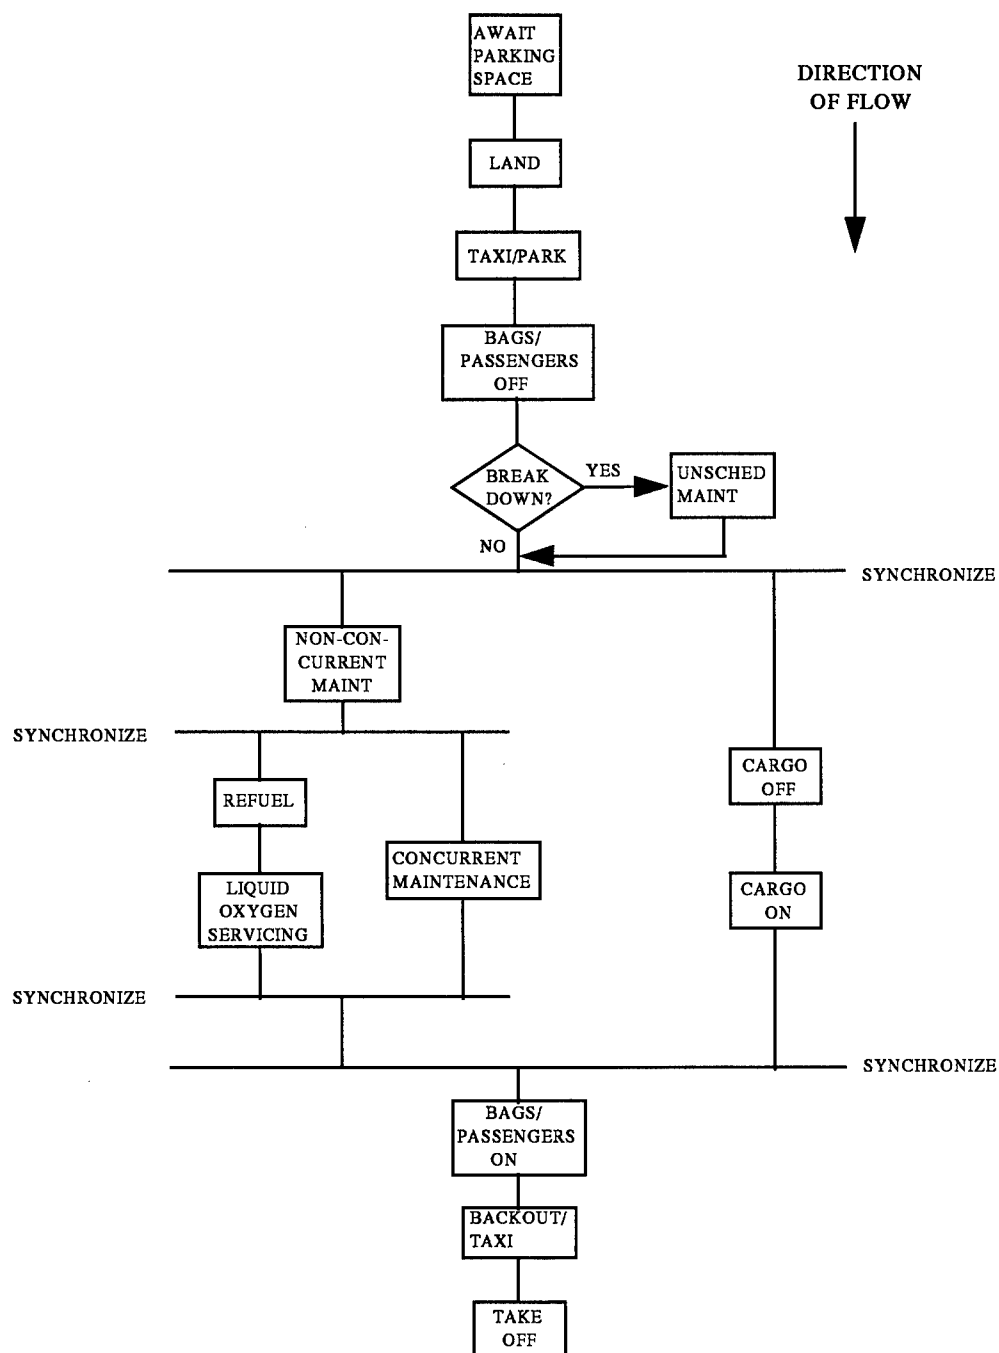 AWAIT
PARKING
SPACE
DIRECTION
OF FLOW
LAND
TAXI/PARK
BAGS/
PASSENGERS
OFF
BREAK
DOWN?
YES
UNSCHED
MAINT
NO
SYNCHRONIZE
NON-CON-
CURRENT
MAINT
SYNCHRONIZE
REFUEL
CARGO
OFF
CONCURRENT
MAINTENANCE
LIQUID
OXYGEN
SERVICING
CARGO
ON
SYNCHRONIZE
SYNCHRONIZE
BAGS/
PASSENGERS
ON
BACKOUT/
TAXI
TAKE
OFF